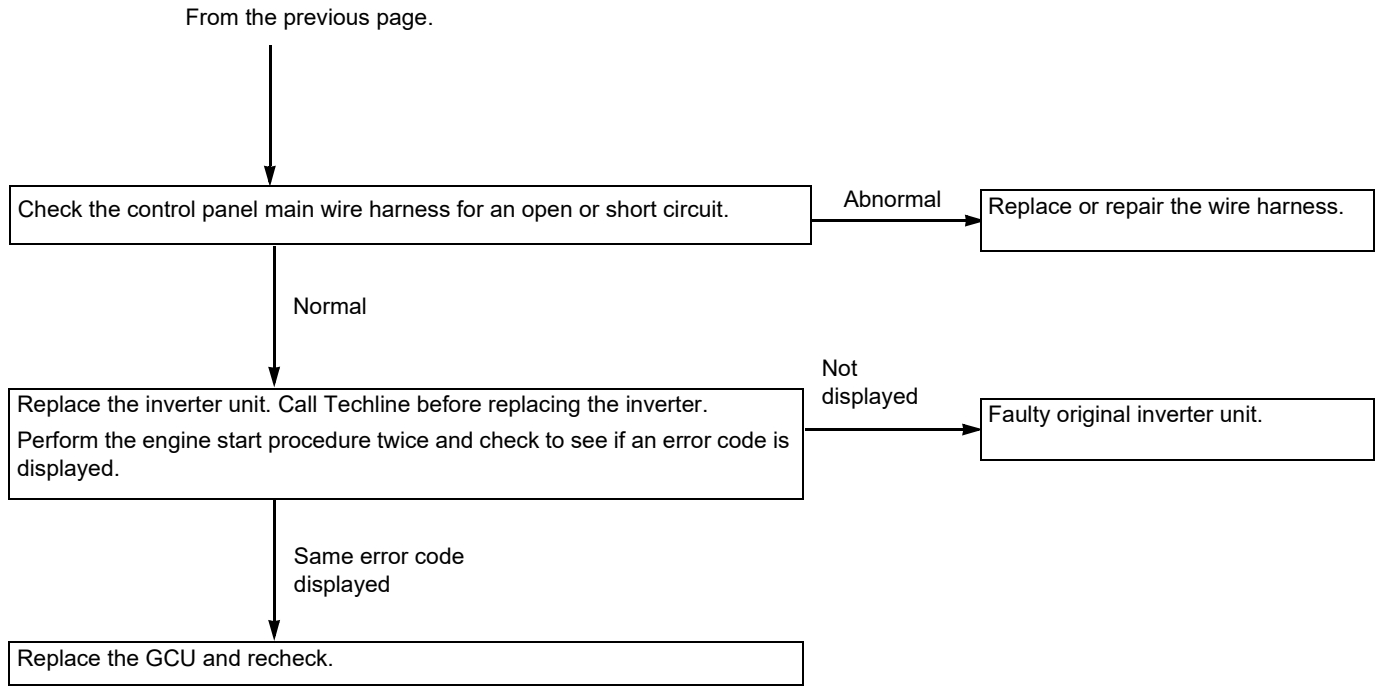 From the previous page.
Check the control panel main wire harness for an open or short circuit.
Abnormal
Replace or repair the wire harness.
Normal
Replace the inverter unit. Call Techline before replacing the inverter.
Perform the engine start procedure twice and check to see if an error code is
displayed.
Not
displayed
Faulty original inverter unit.
Same error code
displayed
Replace the GCU and recheck.